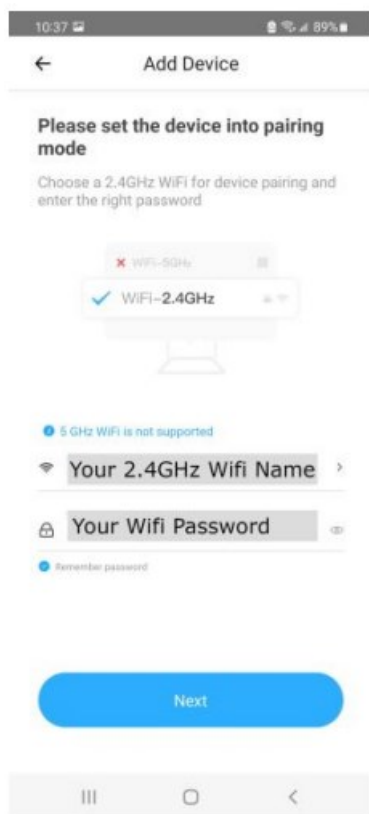 10:37 89%
Add Device
Please set the device into pairing
mode
Choose a 2.4GHz WiFi for device pairing and
enter the right password
WiFi-5GHz
WiFi-2.4GHz
5 GHz WiFi is not supported
Your 2.4GHz Wifi Name
Your Wifi Password
Remember password
Next